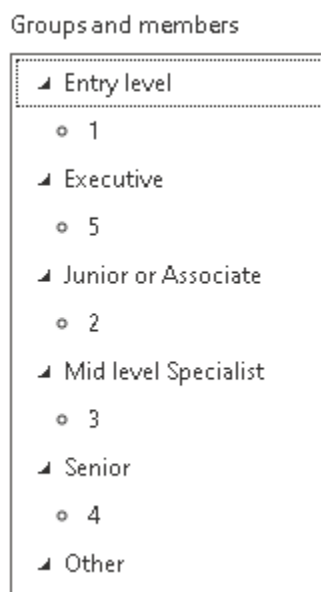 Groups and members
Entry level
1
Executive
5
Junior or Associate
2
Mid level Specialist
3
Senior
4
Other